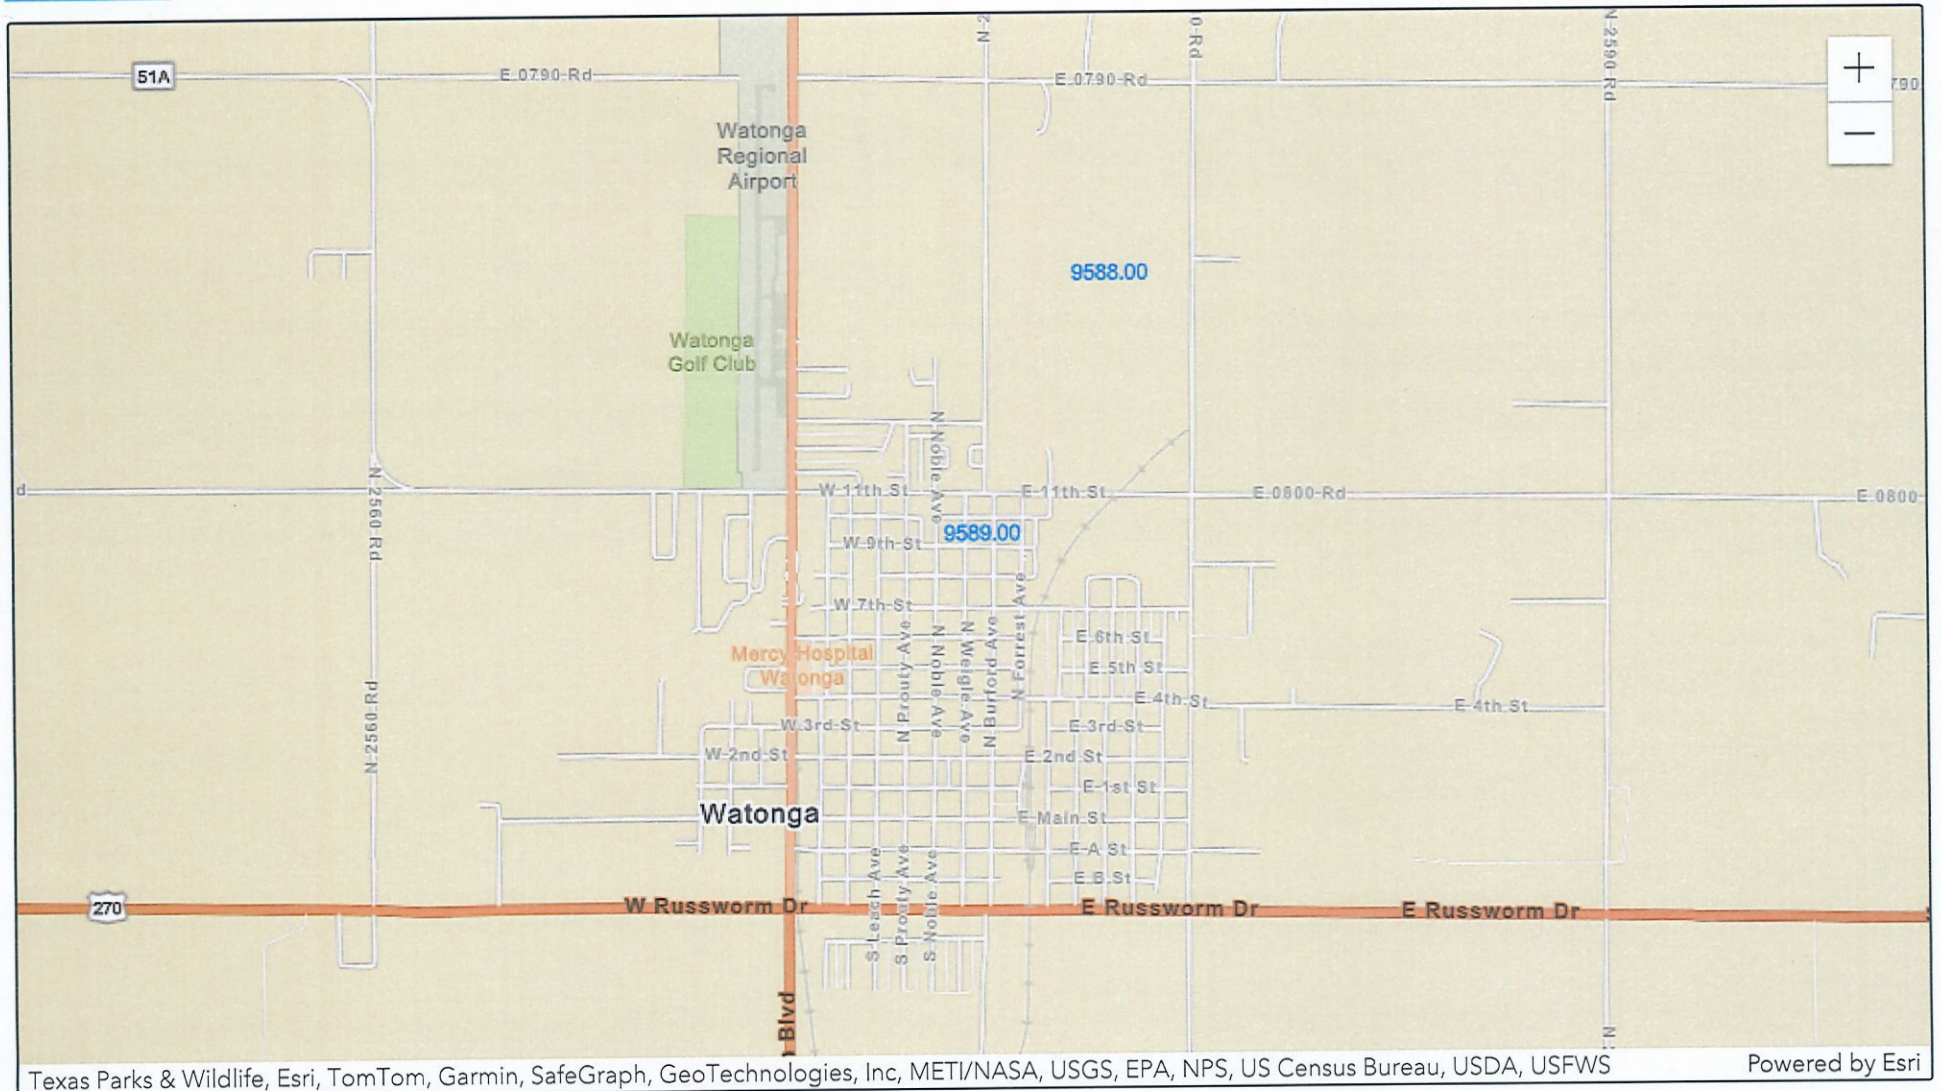 N-2
0-Rd
N-2590-Rd
51A
E 0790-Rd
E-0790-Rd
790
+
−
Watonga
Regional
Airport
9588.00
Watonga
Golf Club
N-Noble-Ave
d
N-2560-Rd
W-11th-St
E-11th-St
E 0800-Rd
E 0800
9589.00
W-9th-St
N Forrest Ave
W-7th-St
N Prouty-Ave
N Noble-Ave
N Weigle-Ave
N Burford Ave
E-6th St
Mercy Hospital
Watonga
E-5th St
N-2560-Rd
E-4th-St
E 4th-St
W-3rd-St
E-3rd-St
W-2nd-St
E 2nd St
E-1st St
Watonga
E-Main-St
E-A St
E-B-St
S-Leach-Ave
S-Prouty-Ave
S-Noble-Ave
270
W Russworm Dr
E Russworm Dr
E Russworm Dr
Blvd
N
Texas Parks & Wildlife, Esri, TomTom, Garmin, SafeGraph, GeoTechnologies, Inc, METI/NASA, USGS, EPA, NPS, US Census Bureau, USDA, USFWS
Powered by Esri